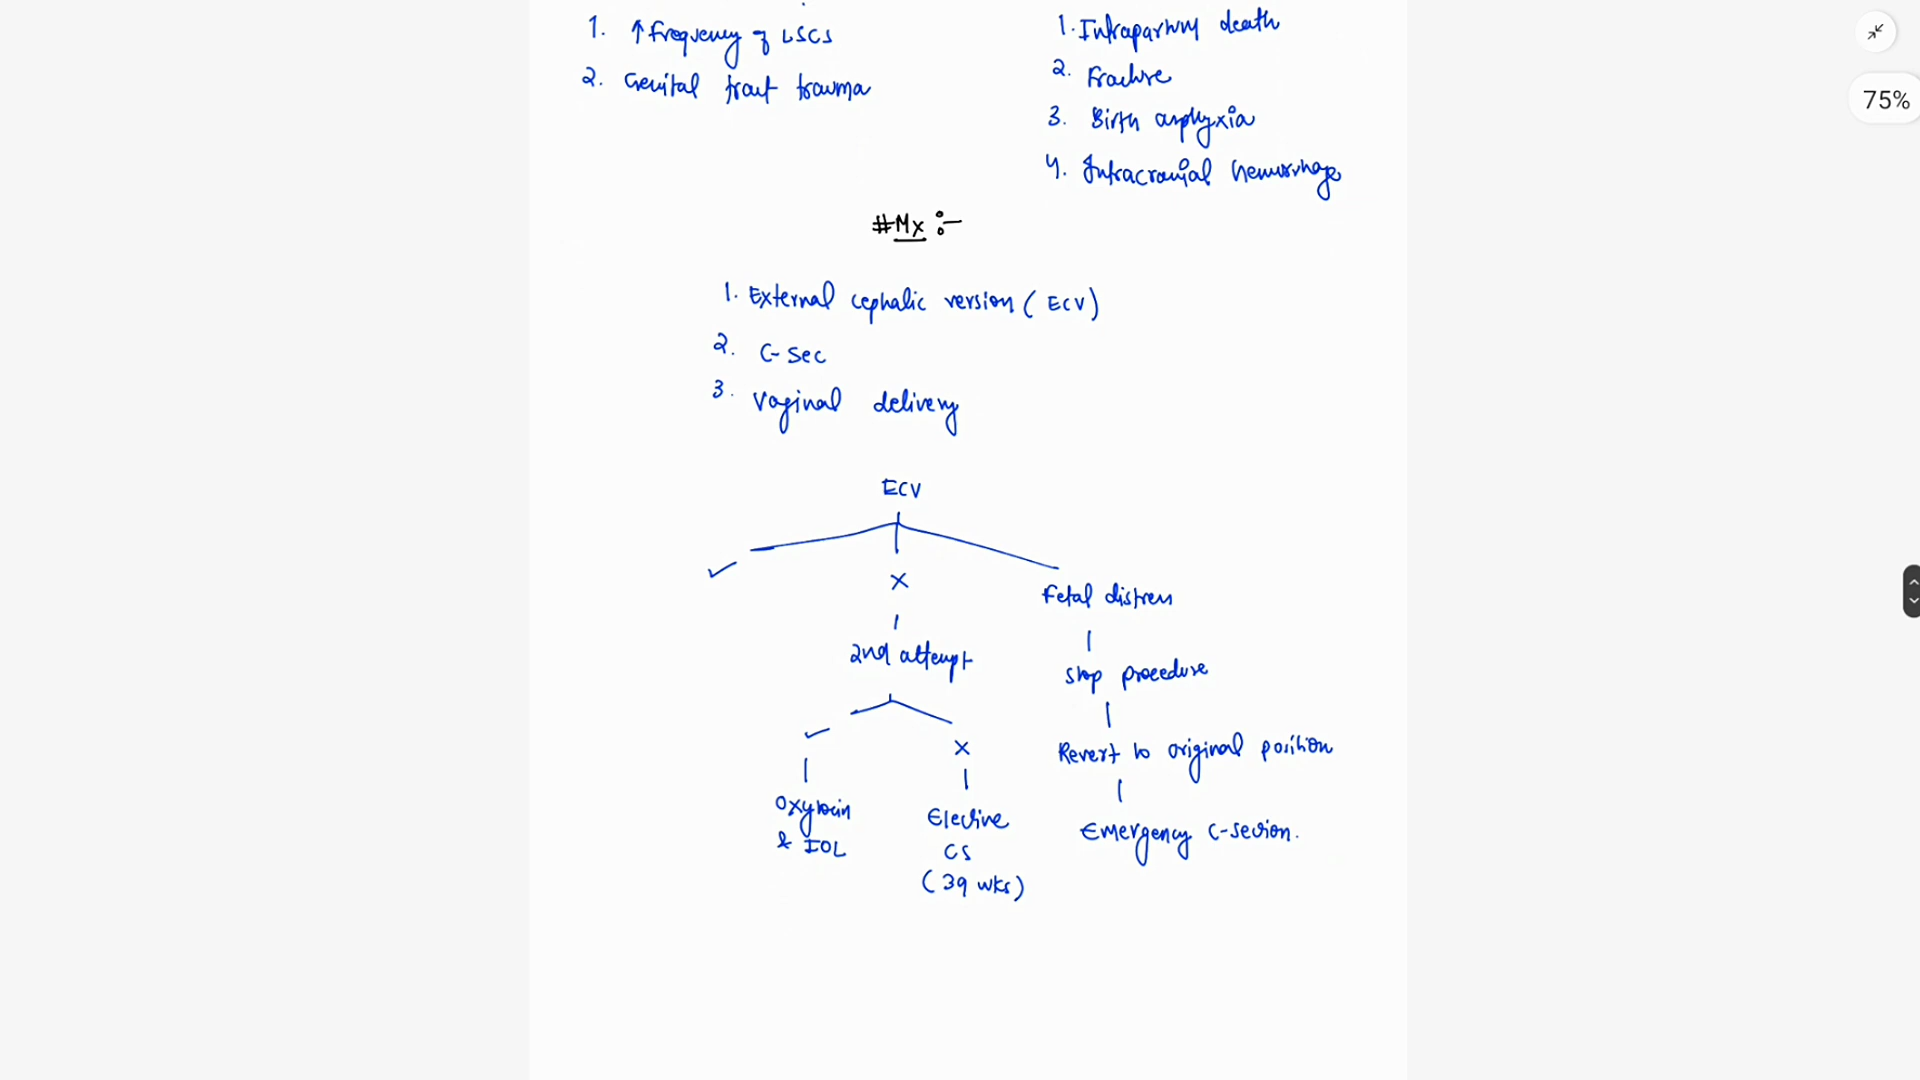 1. ↑ frequency of LSCS
2. Genital tract trauma
1. Intrapartum death
2. Fracture
3. Birth asphyxia
4. Intracranial hemorrhage
#Mx :-
1. External cephalic version (ECV)
2. C-sec
3. Vaginal delivery
ECV
✓
X
Fetal distress
2nd attempt
Stop procedure
✓
X
Revert to original position
Oxytocin
& IOL
Elective
CS
(39 wks)
Emergency C-section.
75%